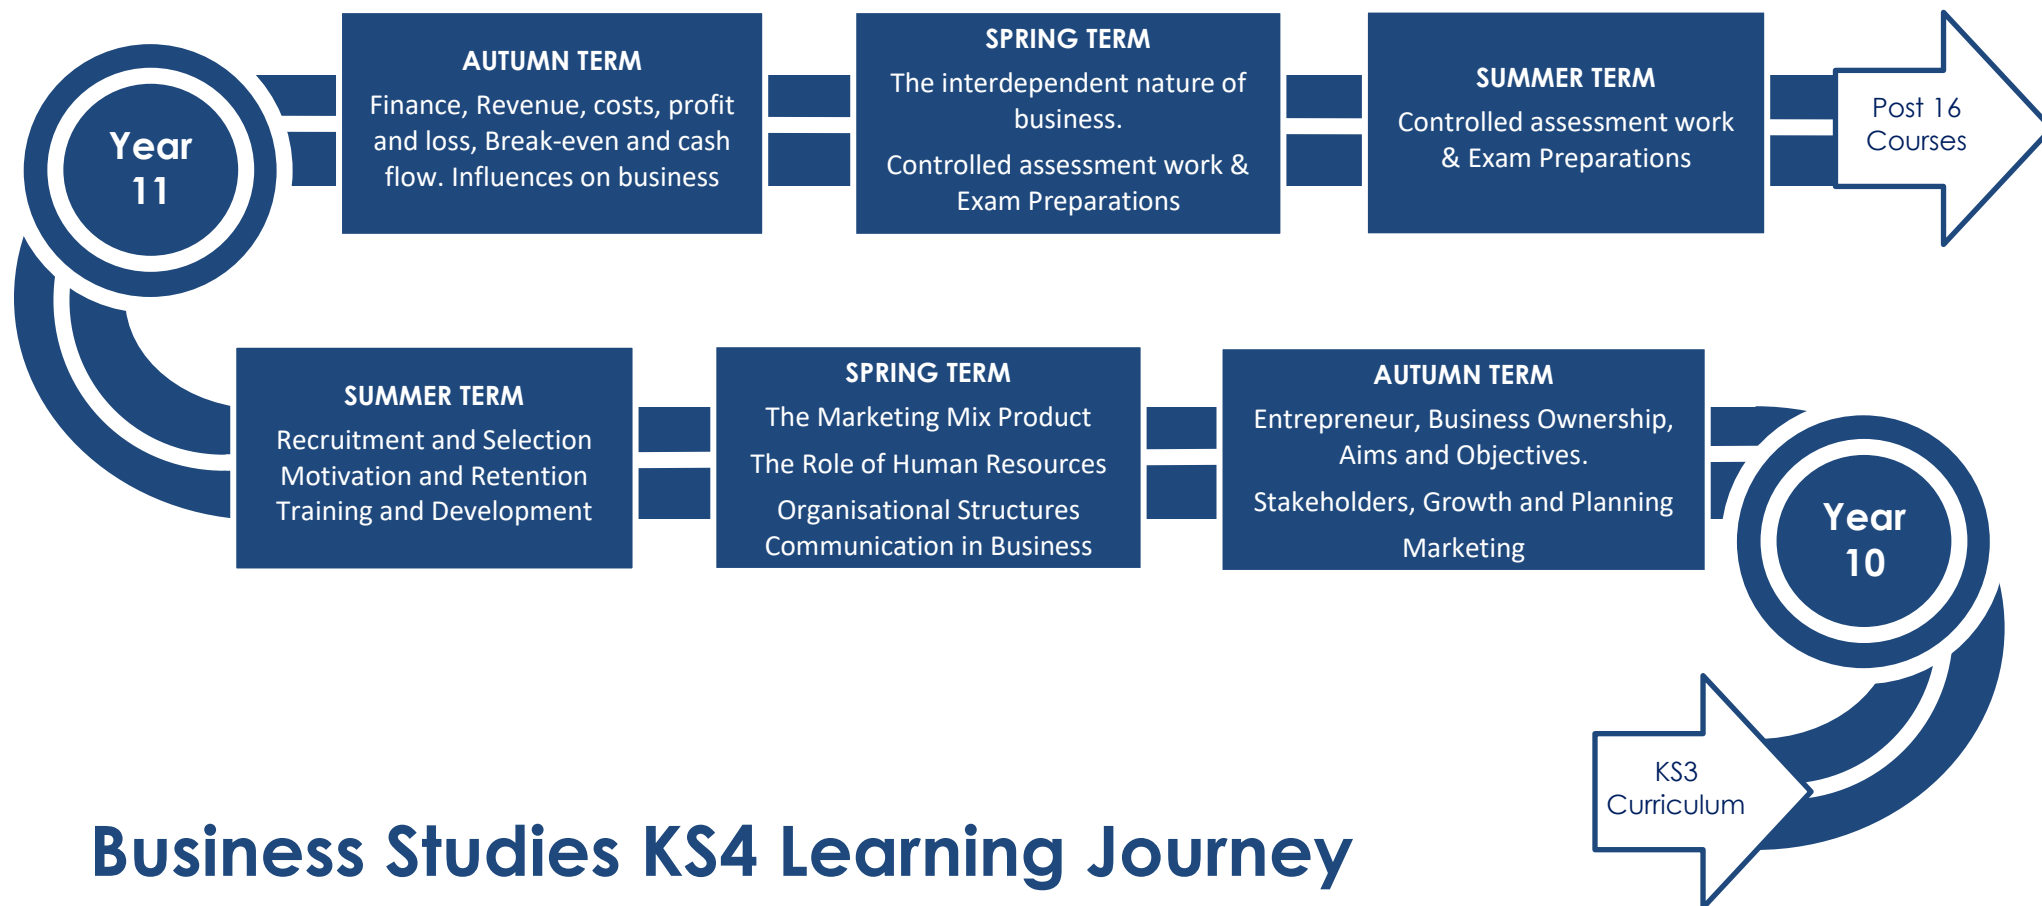 Year
11
AUTUMN TERM
Finance, Revenue, costs, profit
and loss, Break-even and cash
flow. Influences on business
SPRING TERM
The interdependent nature of
business.
Controlled assessment work &
Exam Preparations
SUMMER TERM
Controlled assessment work
& Exam Preparations
Post 16
Courses
SUMMER TERM
Recruitment and Selection
Motivation and Retention
Training and Development
SPRING TERM
The Marketing Mix Product
The Role of Human Resources
Organisational Structures
Communication in Business
AUTUMN TERM
Entrepreneur, Business Ownership,
Aims and Objectives.
Stakeholders, Growth and Planning
Marketing
Year
10
KS3
Curriculum
Business Studies KS4 Learning Journey